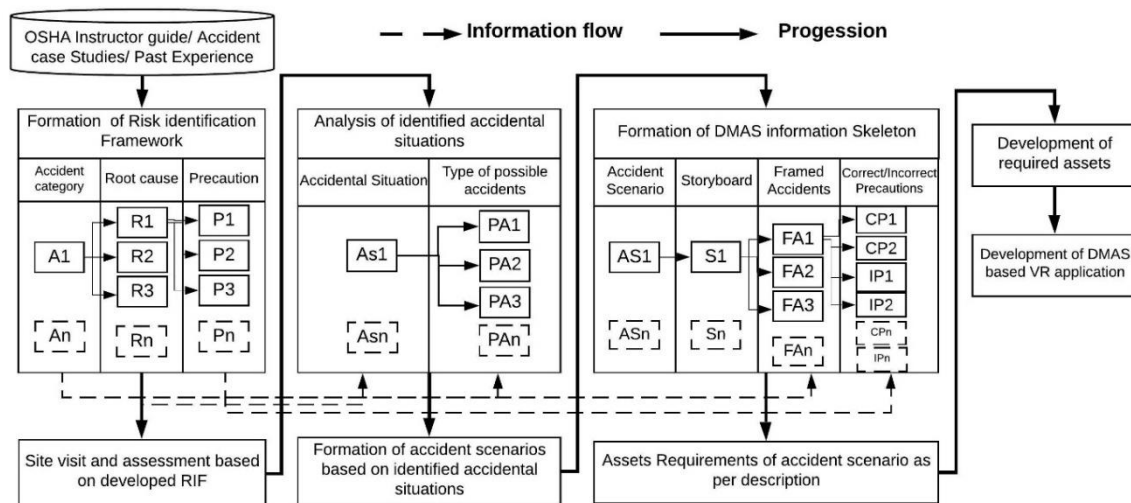 OSHA Instructor guide/ Accident
case Studies/ Past Experience
Information flow
Progession
Formation of Risk identification
Framework
Accident
category
Root cause
Precaution
A1
R1
R2
R3
P1
P2
P3
An
Rn
Pn
Site visit and assessment based
on developed RIF
Analysis of identified accidental
situations
Accidental Situation
Type of possible
accidents
As1
PA1
PA2
PA3
Asn
PAn
Formation of accident scenarios
based on identified accidental
situations
Formation of DMAS information Skeleton
Accident
Scenario
Storyboard
Framed
Accidents
Correct/Incorrect
Precautions
AS1
S1
FA1
FA2
FA3
CP1
CP2
IP1
IP2
ASn
Sn
FAn
CPn
IPn
Assets Requirements of accident scenario as
per description
Development of
required assets
Development of DMAS
based VR application